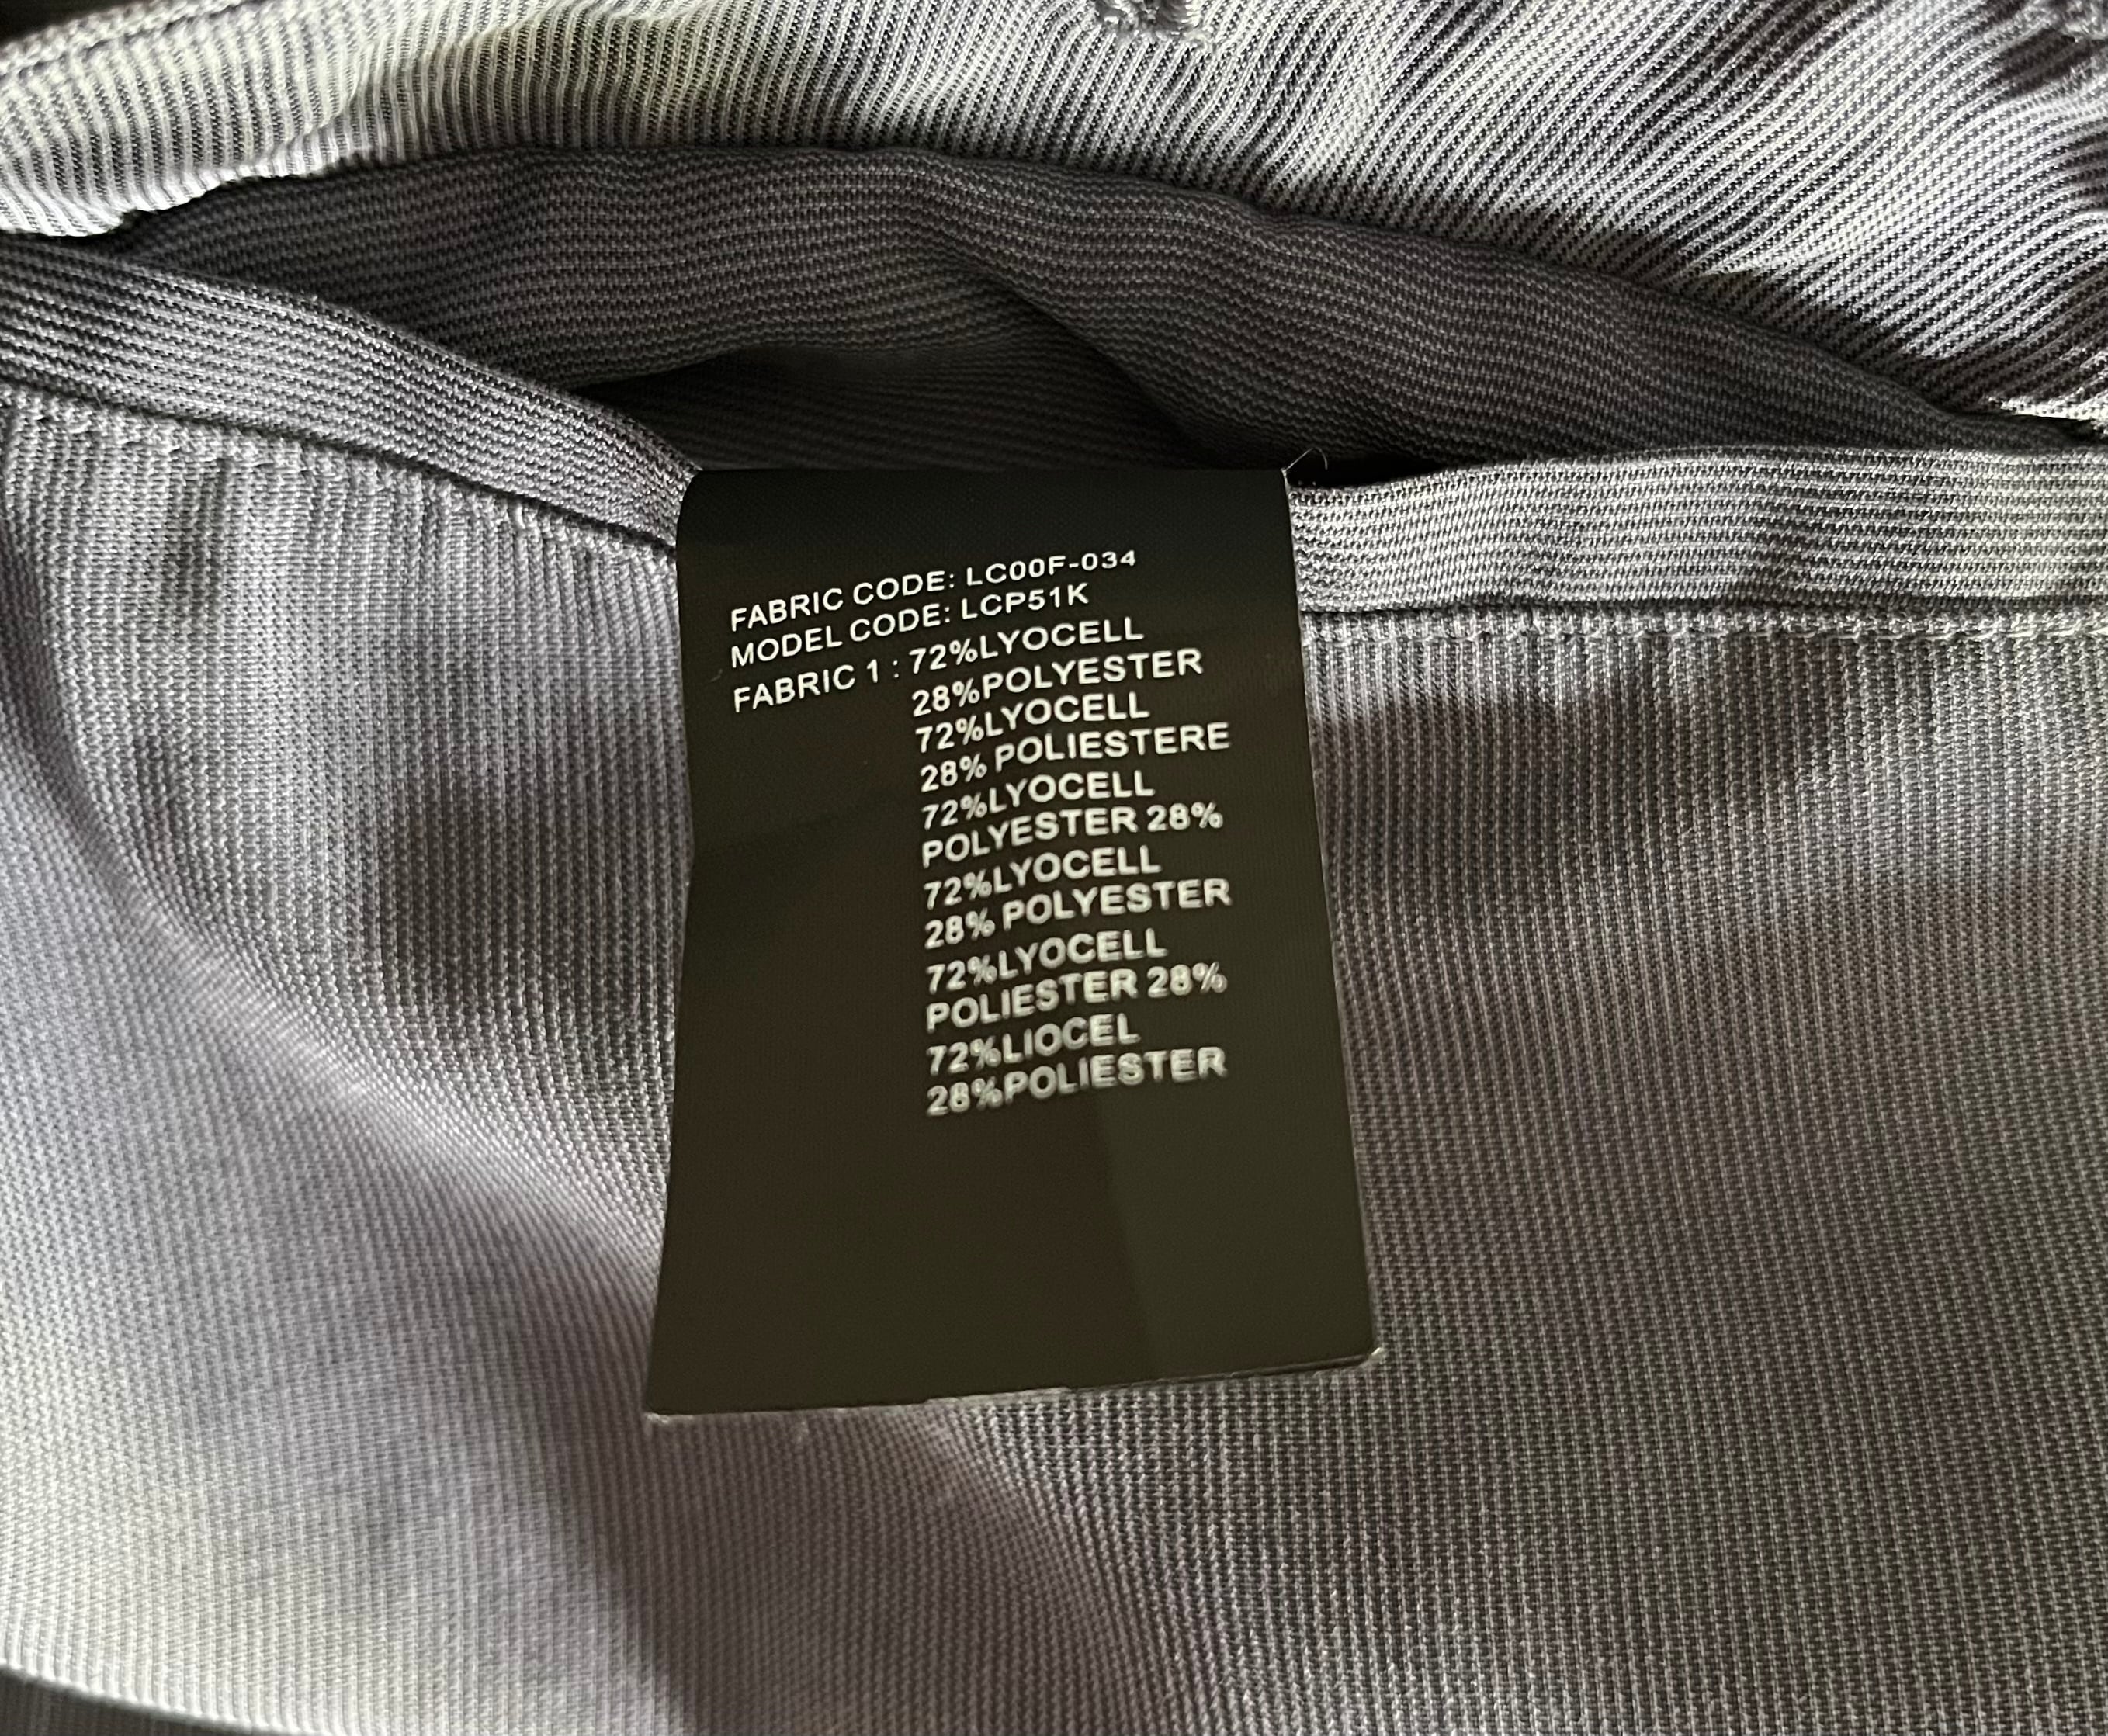 FABRIC CODE: LC00F-034
MODEL CODE: LCP51K
FABRIC 1 : 72%LYOCELL
28%POLYESTER
72%LYOCELL
28% POLIESTERE
72%LYOCELL
POLYESTER 28%
72%LYOCELL
28% POLYESTER
72%LYOCELL
POLIESTER 28%
72%LIOCEL
28%POLIESTER